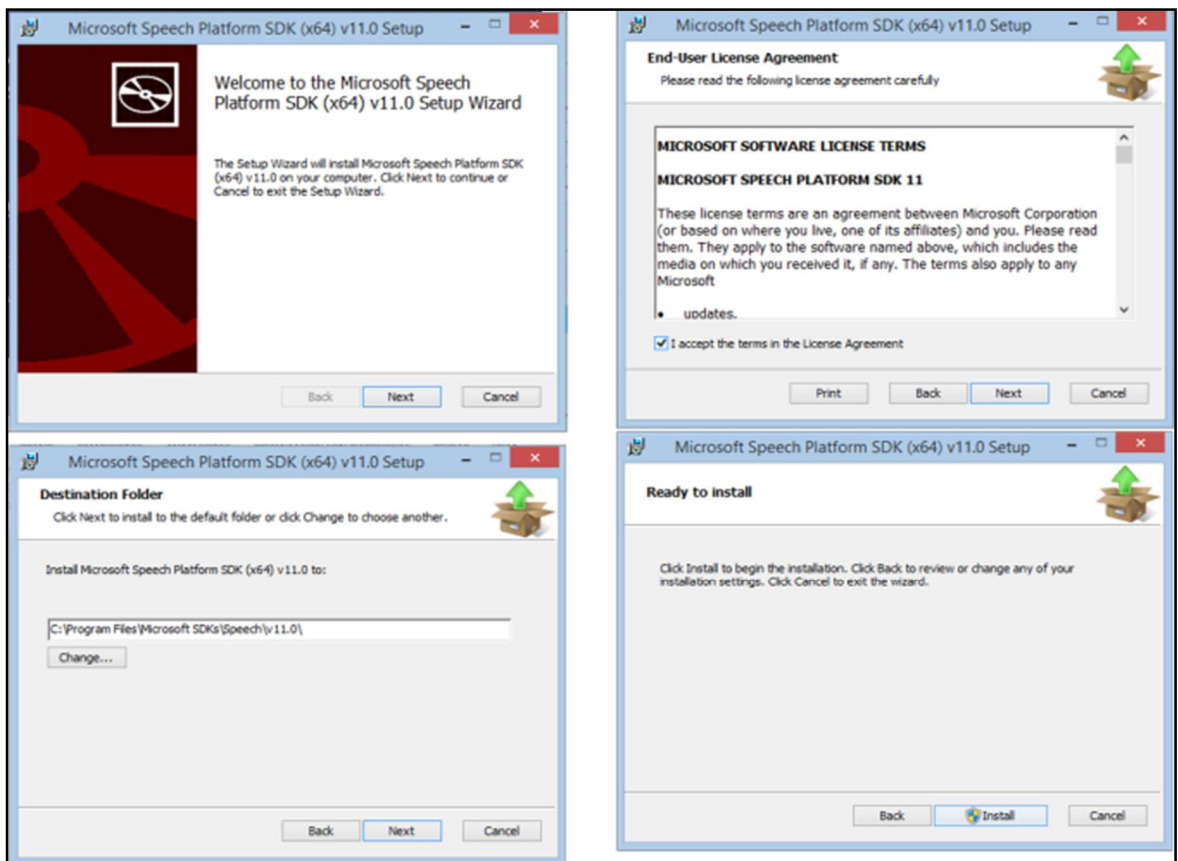 Microsoft Speech Platform SDK (x64) v11.0 Setup
Welcome to the Microsoft Speech
Platform SDK (x64) v11.0 Setup Wizard
The Setup Wizard will install Microsoft Speech Platform SDK
(x64) v11.0 on your computer. Click Next to continue or
Cancel to exit the Setup Wizard.
Back Next Cancel
Microsoft Speech Platform SDK (x64) v11.0 Setup
End-User License Agreement
Please read the following license agreement carefully
MICROSOFT SOFTWARE LICENSE TERMS
MICROSOFT SPEECH PLATFORM SDK 11
These license terms are an agreement between Microsoft Corporation
(or based on where you live, one of its affiliates) and you. Please read
them. They apply to the software named above, which includes the
media on which you received it, if any. The terms also apply to any
Microsoft
• updates,
I accept the terms in the License Agreement
Print Back Next Cancel
Microsoft Speech Platform SDK (x64) v11.0 Setup
Destination Folder
Click Next to install to the default folder or click Change to choose another.
Install Microsoft Speech Platform SDK (x64) v11.0 to:
C:\Program Files\Microsoft SDKs\Speech\v11.0\
Change...
Back Next Cancel
Microsoft Speech Platform SDK (x64) v11.0 Setup
Ready to install
Click Install to begin the installation. Click Back to review or change any of your
installation settings. Click Cancel to exit the wizard.
Back Install Cancel